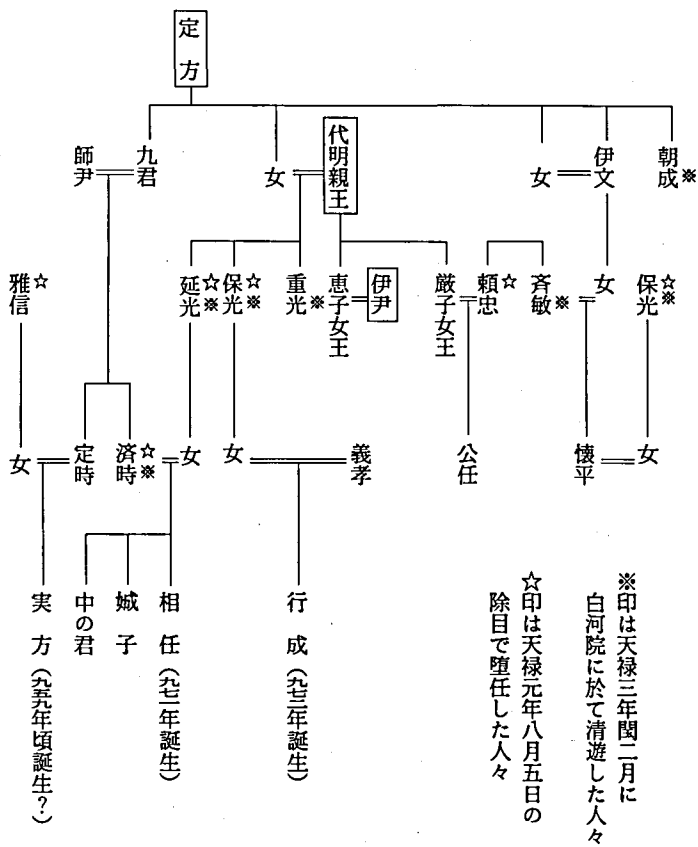 定方
朝成※
伊文
女
代明親王
女
九君
師尹
保光☆※
女
斉敏※
頼忠☆
厳子女王
伊尹
恵子女王
重光※
保光☆※
延光☆※
雅信☆
女
懐平
公任
義孝
女
女
済時☆※
定時
女
※印は天禄三年閏二月に
白河院に於て清遊した人々
☆印は天禄元年八月五日の
除目で堕任した人々
行成(九七二年誕生)
相任(九七一年誕生)
娍子
中の君
実方(九五九年頃誕生?)